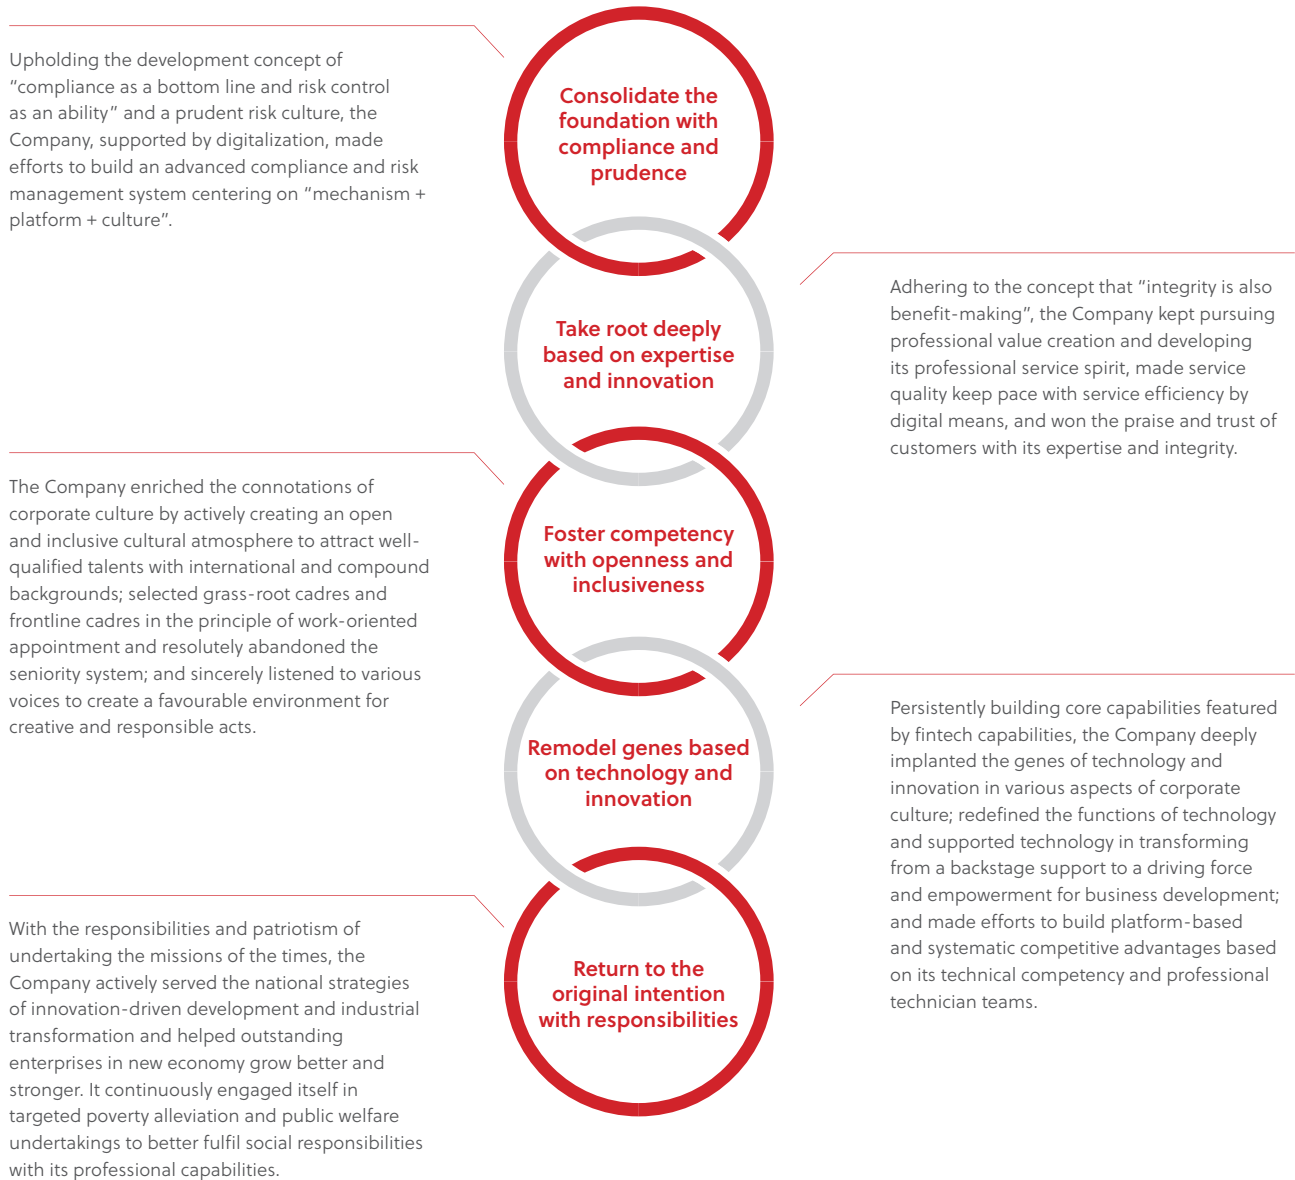 Consolidate the
foundation with
compliance and
prudence
Upholding the development concept of
“compliance as a bottom line and risk control
as an ability” and a prudent risk culture, the
Company, supported by digitalization, made
efforts to build an advanced compliance and risk
management system centering on “mechanism +
platform + culture”.
Take root deeply
based on expertise
and innovation
Adhering to the concept that “integrity is also
benefit-making”, the Company kept pursuing
professional value creation and developing
its professional service spirit, made service
quality keep pace with service efficiency by
digital means, and won the praise and trust of
customers with its expertise and integrity.
Foster competency
with openness and
inclusiveness
The Company enriched the connotations of
corporate culture by actively creating an open
and inclusive cultural atmosphere to attract well-
qualified talents with international and compound
backgrounds; selected grass-root cadres and
frontline cadres in the principle of work-oriented
appointment and resolutely abandoned the
seniority system; and sincerely listened to various
voices to create a favourable environment for
creative and responsible acts.
Remodel genes based
on technology and
innovation
Persistently building core capabilities featured
by fintech capabilities, the Company deeply
implanted the genes of technology and
innovation in various aspects of corporate
culture; redefined the functions of technology
and supported technology in transforming
from a backstage support to a driving force
and empowerment for business development;
and made efforts to build platform-based
and systematic competitive advantages based
on its technical competency and professional
technician teams.
Return to the
original intention
with responsibilities
With the responsibilities and patriotism of
undertaking the missions of the times, the
Company actively served the national strategies
of innovation-driven development and industrial
transformation and helped outstanding
enterprises in new economy grow better and
stronger. It continuously engaged itself in
targeted poverty alleviation and public welfare
undertakings to better fulfil social responsibilities
with its professional capabilities.